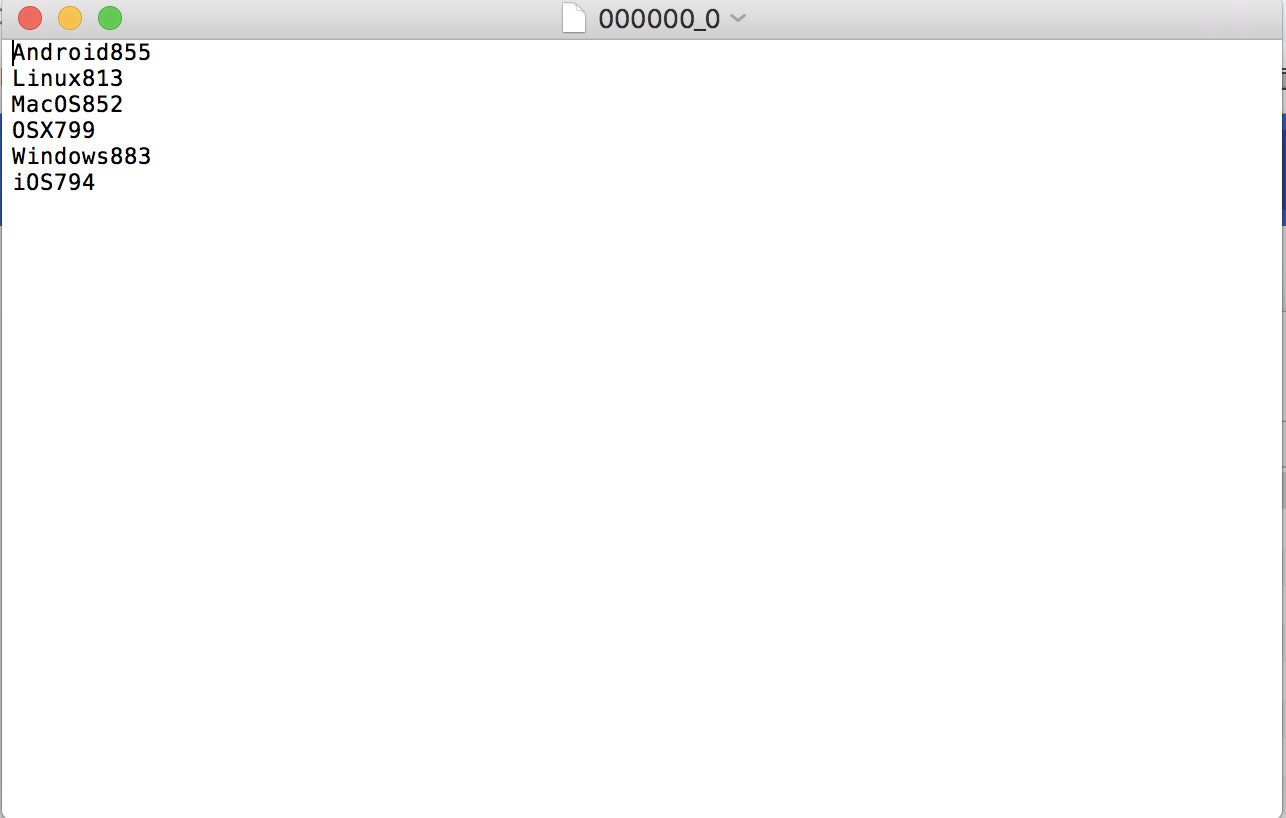 000000_0
Android855
Linux813
MacOS852
OSX799
Windows883
iOS794